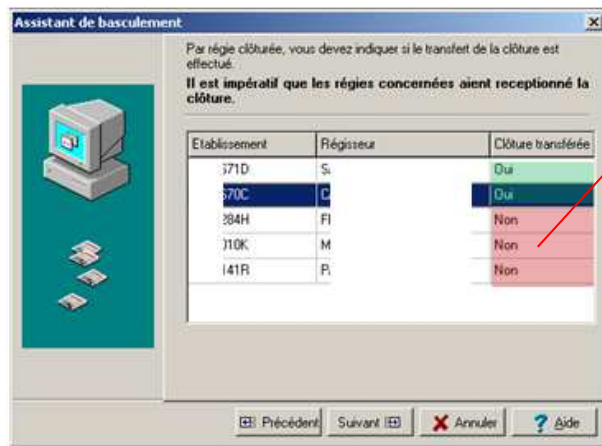 Assistant de basculement
Par régie clôturée, vous devez indiquer si le transfert de la clôture est
effectué.
Il est impératif que les régies concernées aient receptionné la
clôture.
Etablissement Régisseur Clôture transférée
571D S. Oui
570C C Oui
284H Fl Non
010K M Non
141R P. Non
Précédent Suivant Annuler ? Aide